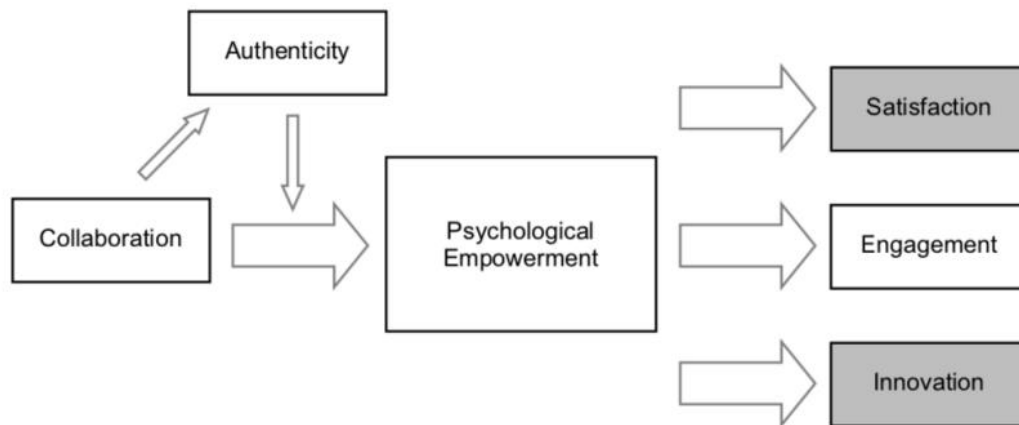 Authenticity
Satisfaction
Collaboration
Psychological
Empowerment
Engagement
Innovation